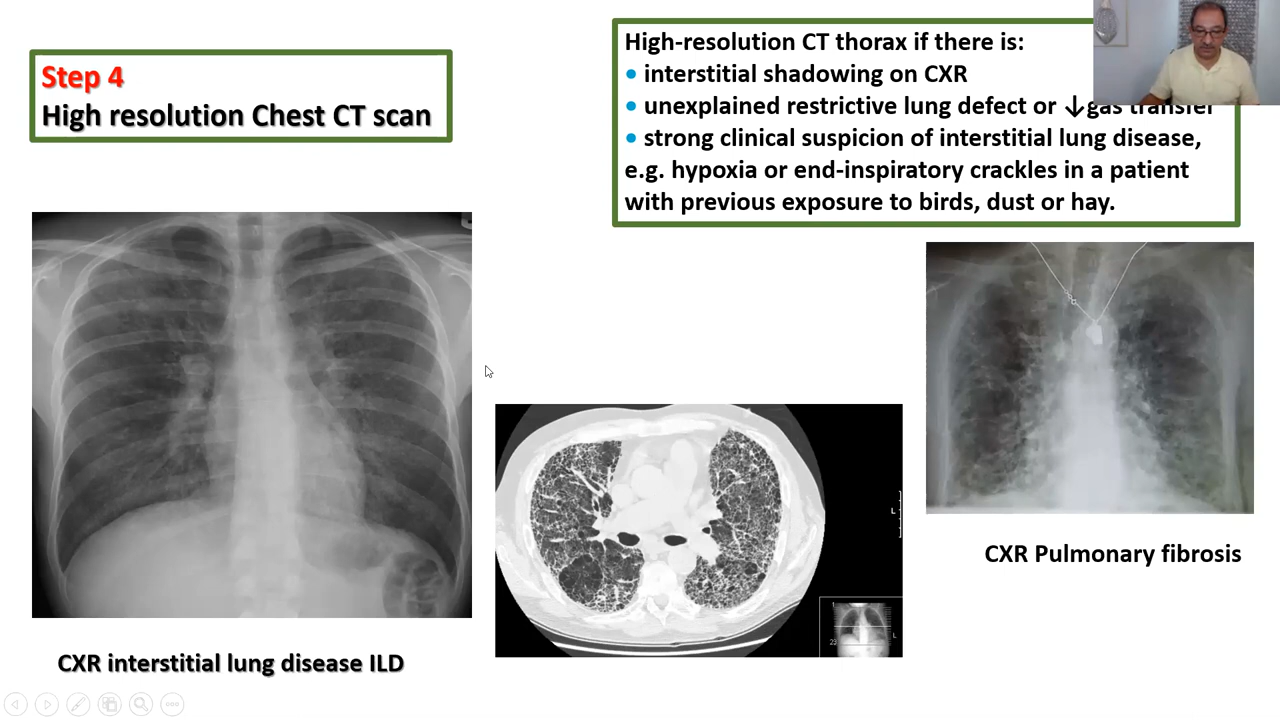 Step 4
High resolution Chest CT scan
High-resolution CT thorax if there is:
• interstitial shadowing on CXR
• unexplained restrictive lung defect or ↓gas transfer
• strong clinical suspicion of interstitial lung disease,
e.g. hypoxia or end-inspiratory crackles in a patient
with previous exposure to birds, dust or hay.
L
1
23
L
CXR Pulmonary fibrosis
CXR interstitial lung disease ILD